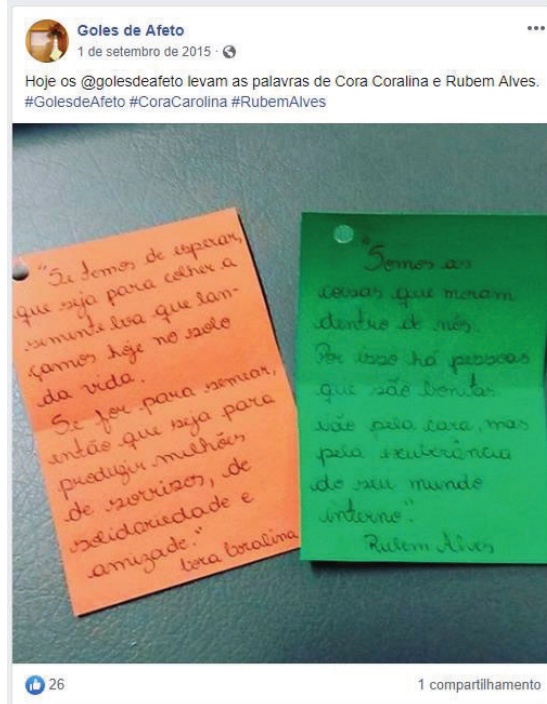 Goles de Afeto
1 de setembro de 2015 ·
Hoje os @golesdeafeto levam as palavras de Cora Coralina e Rubem Alves.
#GolesdeAfeto #CoraCarolina #RubemAlves
"Se temos de esperar,
que seja para colher a
semente boa que lan-
çamos hoje no solo
da vida.
Se for para semear,
então que seja para
produzir milhões
de sorrisos, de
solidariedade e
amizade."
Cora Coralina
"Somos as
coisas que moram
dentro de nós.
Por isso há pessoas
que são bonitas
não pela cara, mas
pela exuberância
do seu mundo
interno."
Rubem Alves
26
1 compartilhamento